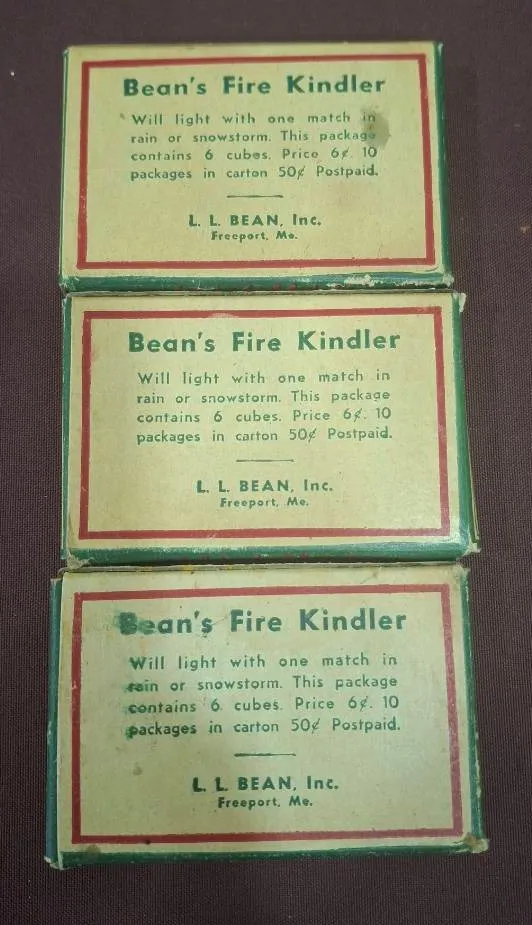 Bean's Fire Kindler
Will light with one match in
rain or snowstorm. This package
contains 6 cubes. Price 6¢. 10
packages in carton 50¢ Postpaid.
L. L. BEAN, Inc.
Freeport, Me.
Bean's Fire Kindler
Will light with one match in
rain or snowstorm. This package
contains 6 cubes. Price 6¢. 10
packages in carton 50¢ Postpaid.
L. L. BEAN, Inc.
Freeport, Me.
Bean's Fire Kindler
Will light with one match in
rain or snowstorm. This package
contains 6 cubes. Price 6¢. 10
packages in carton 50¢ Postpaid.
L. L. BEAN, Inc.
Freeport, Me.